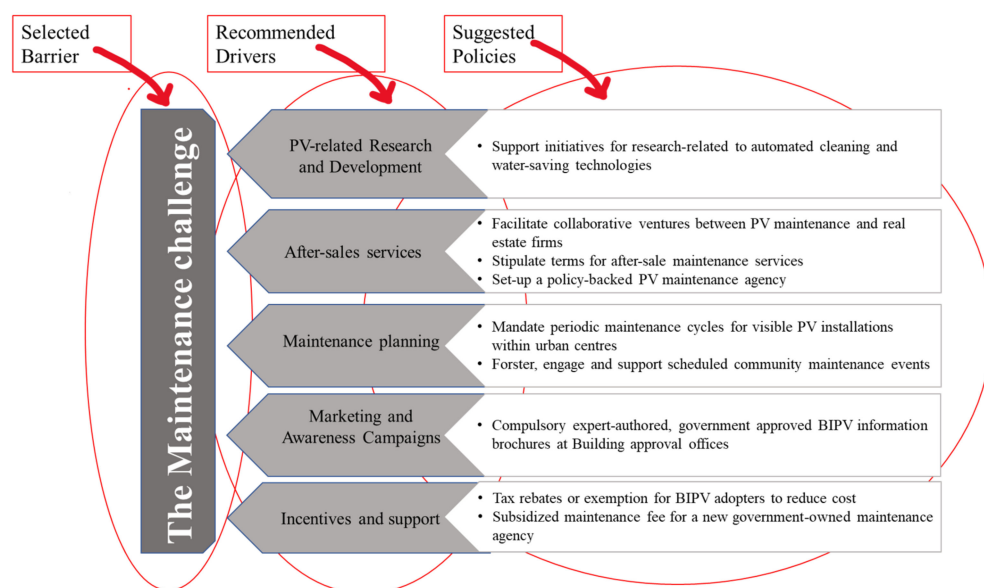 Selected
Barrier
Recommended
Drivers
Suggested
Policies
The Maintenance challenge
PV-related Research
and Development
• Support initiatives for research-related to automated cleaning and
water-saving technologies
After-sales services
• Facilitate collaborative ventures between PV maintenance and real
estate firms
• Stipulate terms for after-sale maintenance services
• Set-up a policy-backed PV maintenance agency
Maintenance planning
• Mandate periodic maintenance cycles for visible PV installations
within urban centres
• Forster, engage and support scheduled community maintenance events
Marketing and
Awareness Campaigns
• Compulsory expert-authored, government approved BIPV information
brochures at Building approval offices
Incentives and support
• Tax rebates or exemption for BIPV adopters to reduce cost
• Subsidized maintenance fee for a new government-owned maintenance
agency